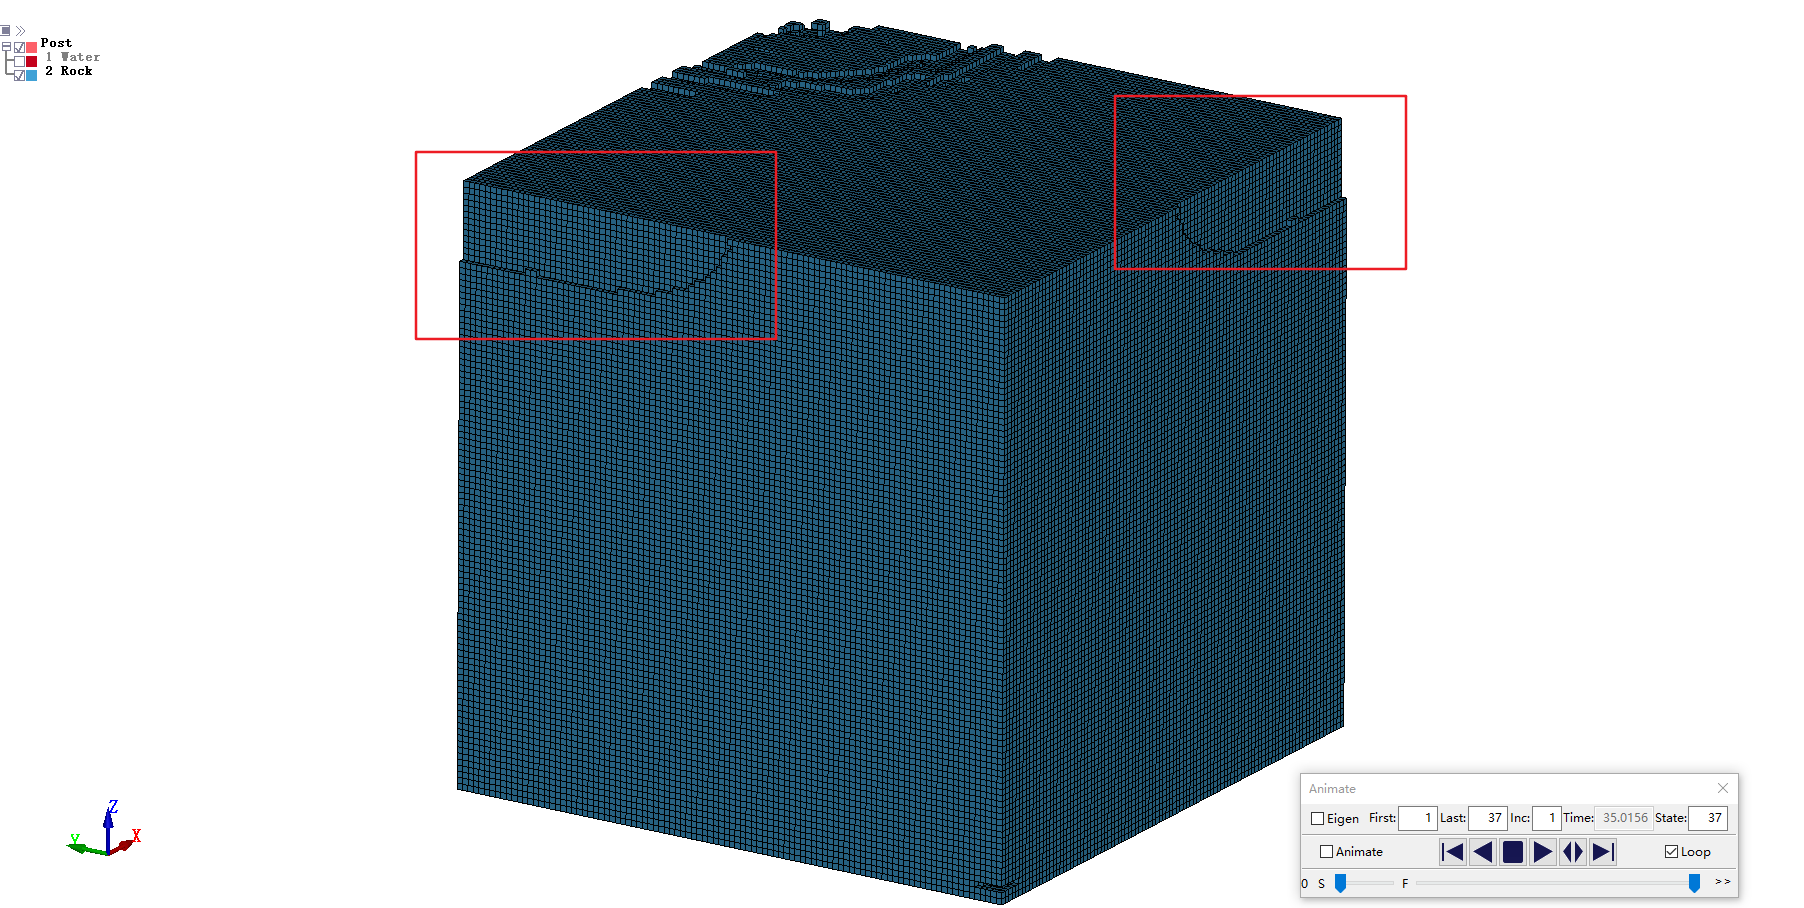 Post
1 Water
2 Rock
Z
Y
X
Animate
Eigen First: 1 Last: 37 Inc: 1 Time: 35.0156 State: 37
Animate Loop
0 S F >>